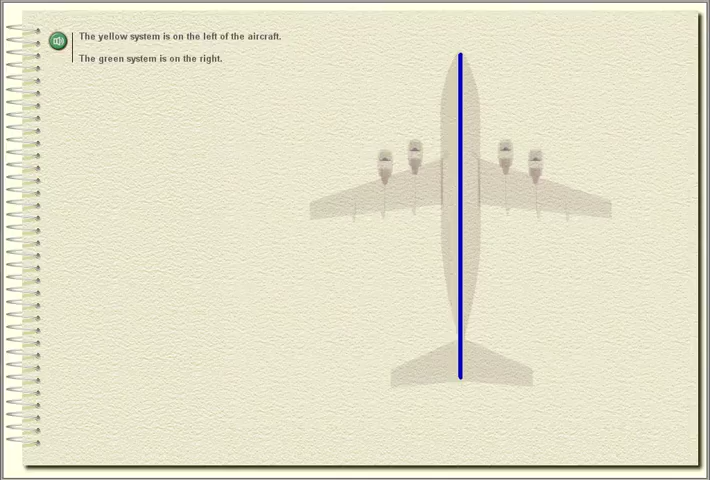 The yellow system is on the left of the aircraft.
The green system is on the right.